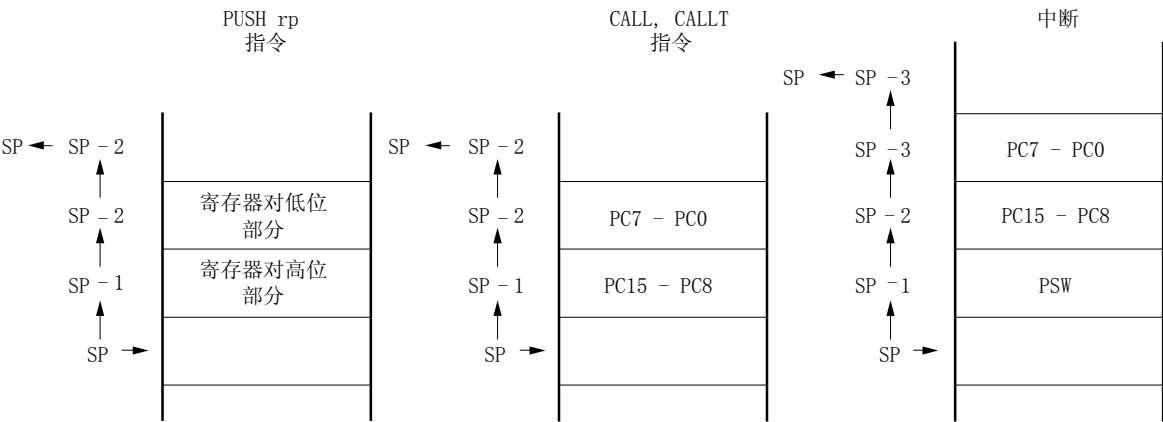 PUSH rp
指令
SP SP - 2
SP - 2
寄存器对低位
部分
SP - 1
寄存器对高位
部分
SP
CALL, CALLT
指令
SP SP - 2
SP - 2
PC7 - PC0
SP - 1
PC15 - PC8
SP
中断
SP SP - 3
SP - 3
PC7 - PC0
SP - 2
PC15 - PC8
SP - 1
PSW
SP